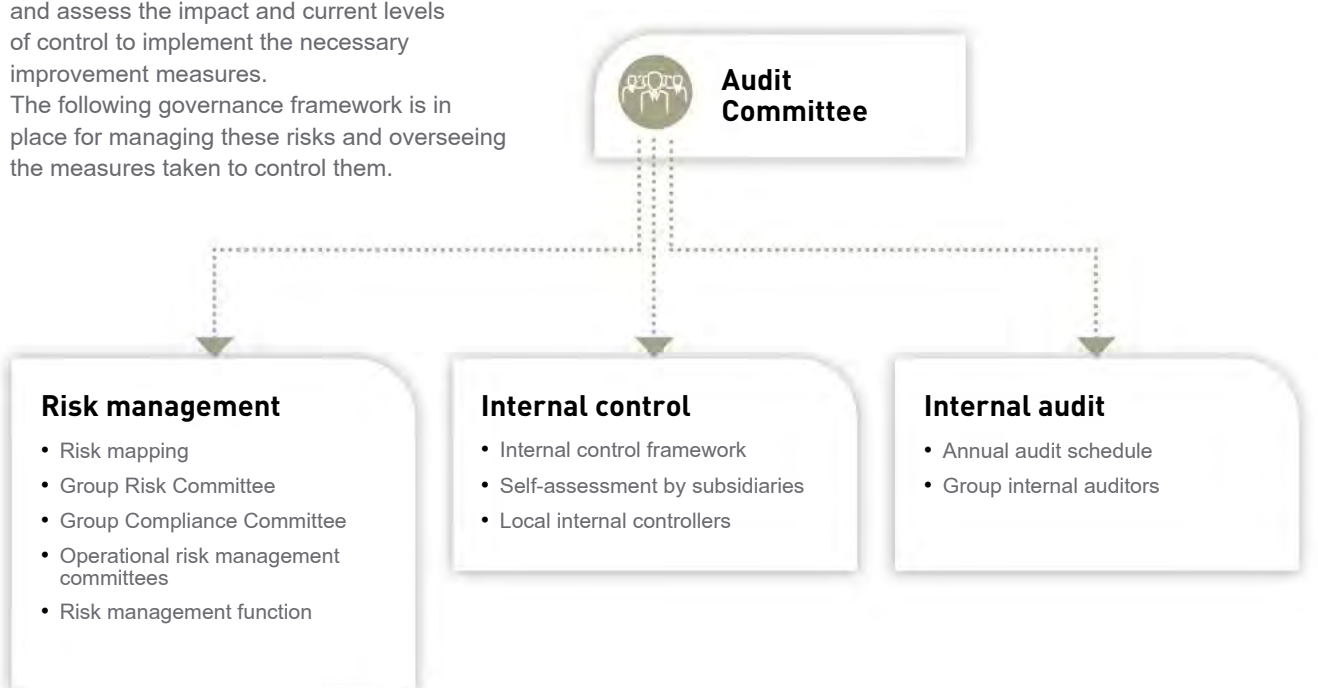 and assess the impact and current levels
of control to implement the necessary
improvement measures.
The following governance framework is in
place for managing these risks and overseeing
the measures taken to control them.
Audit
Committee
Risk management
• Risk mapping
• Group Risk Committee
• Group Compliance Committee
• Operational risk management
committees
• Risk management function
Internal control
• Internal control framework
• Self-assessment by subsidiaries
• Local internal controllers
Internal audit
• Annual audit schedule
• Group internal auditors